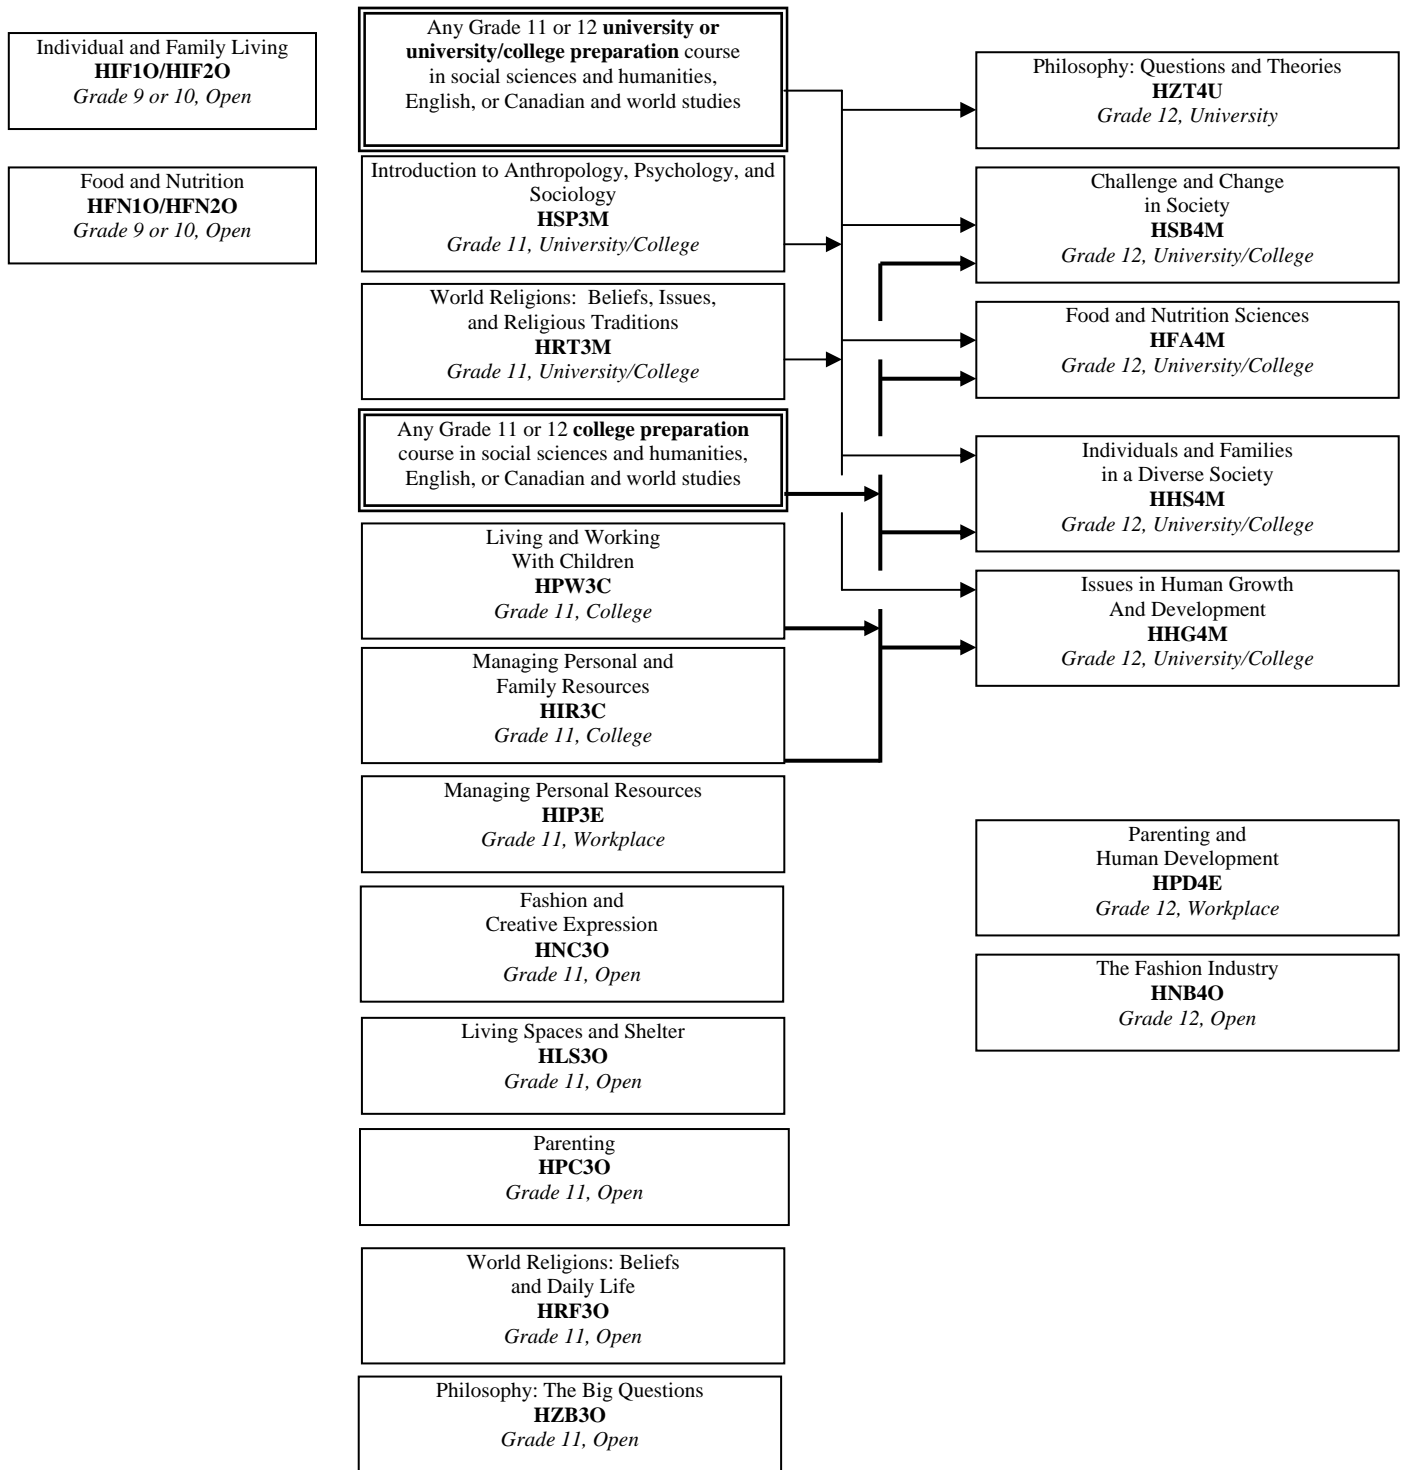 Individual and Family Living
HIF1O/HIF2O
Grade 9 or 10, Open
Food and Nutrition
HFN1O/HFN2O
Grade 9 or 10, Open
Any Grade 11 or 12 university or
university/college preparation course
in social sciences and humanities,
English, or Canadian and world studies
Introduction to Anthropology, Psychology, and
Sociology
HSP3M
Grade 11, University/College
World Religions: Beliefs, Issues,
and Religious Traditions
HRT3M
Grade 11, University/College
Any Grade 11 or 12 college preparation
course in social sciences and humanities,
English, or Canadian and world studies
Living and Working
With Children
HPW3C
Grade 11, College
Managing Personal and
Family Resources
HIR3C
Grade 11, College
Managing Personal Resources
HIP3E
Grade 11, Workplace
Fashion and
Creative Expression
HNC3O
Grade 11, Open
Living Spaces and Shelter
HLS3O
Grade 11, Open
Parenting
HPC3O
Grade 11, Open
World Religions: Beliefs
and Daily Life
HRF3O
Grade 11, Open
Philosophy: The Big Questions
HZB3O
Grade 11, Open
Philosophy: Questions and Theories
HZT4U
Grade 12, University
Challenge and Change
in Society
HSB4M
Grade 12, University/College
Food and Nutrition Sciences
HFA4M
Grade 12, University/College
Individuals and Families
in a Diverse Society
HHS4M
Grade 12, University/College
Issues in Human Growth
And Development
HHG4M
Grade 12, University/College
Parenting and
Human Development
HPD4E
Grade 12, Workplace
The Fashion Industry
HNB4O
Grade 12, Open